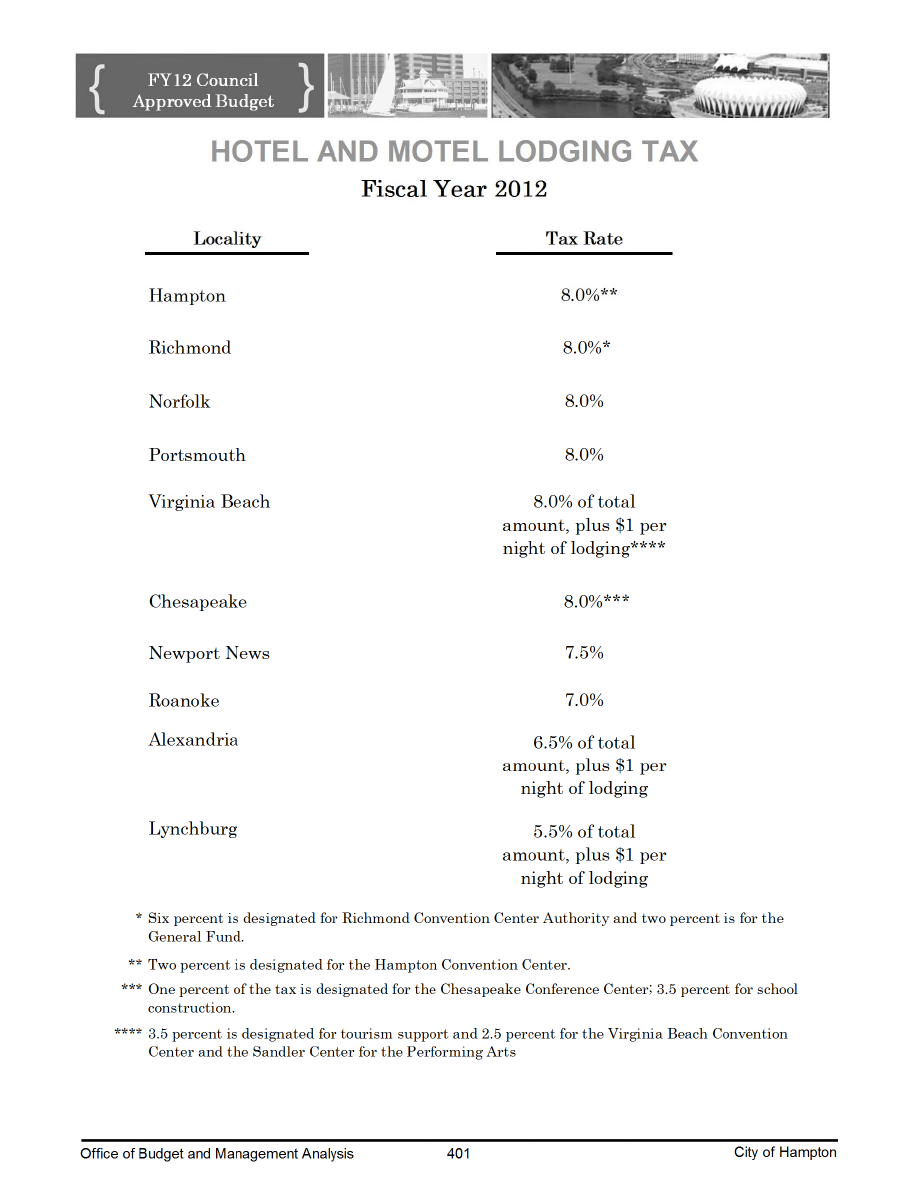 FY12 Council
Approved Budget
HOTEL AND MOTEL LODGING TAX
Fiscal Year 2012
Locality Tax Rate
Hampton 8.0%**
Richmond 8.0%*
Norfolk 8.0%
Portsmouth 8.0%
Virginia Beach 8.0% of total
amount, plus $1 per
night of lodging****
Chesapeake 8.0%***
Newport News 7.5%
Roanoke 7.0%
Alexandria 6.5% of total
amount, plus $1 per
night of lodging
Lynchburg 5.5% of total
amount, plus $1 per
night of lodging
* Six percent is designated for Richmond Convention Center Authority and two percent is for the
General Fund.
** Two percent is designated for the Hampton Convention Center.
*** One percent of the tax is designated for the Chesapeake Conference Center; 3.5 percent for school
construction.
**** 3.5 percent is designated for tourism support and 2.5 percent for the Virginia Beach Convention
Center and the Sandler Center for the Performing Arts
Office of Budget and Management Analysis 401 City of Hampton